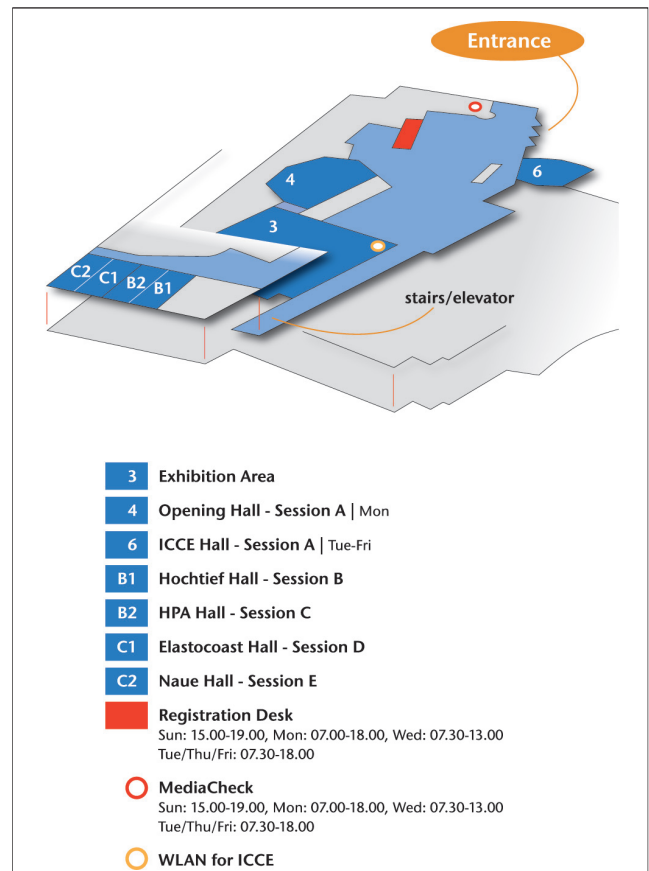 Entrance
4
6
3
C2
C1
B2
B1
stairs/elevator
3 Exhibition Area
4 Opening Hall - Session A | Mon
6 ICCE Hall - Session A | Tue-Fri
B1 Hochtief Hall - Session B
B2 HPA Hall - Session C
C1 Elastocoast Hall - Session D
C2 Naue Hall - Session E
Registration Desk
Sun: 15.00-19.00, Mon: 07.00-18.00, Wed: 07.30-13.00
Tue/Thu/Fri: 07.30-18.00
MediaCheck
Sun: 15.00-19.00, Mon: 07.00-18.00, Wed: 07.30-13.00
Tue/Thu/Fri: 07.30-18.00
WLAN for ICCE